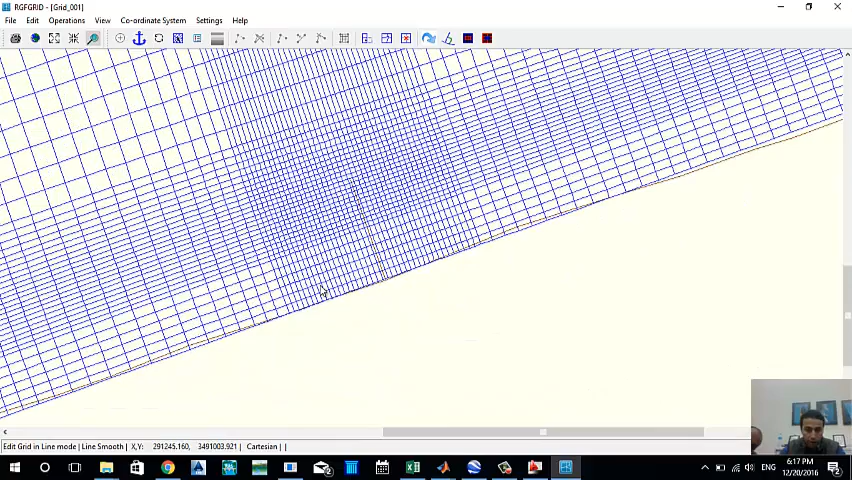 RGFGRID - [Grid_001]
File Edit Operations View Co-ordinate System Settings Help
Edit Grid in Line mode | Line Smooth | X,Y: 291245.160, 3491003.921 | Cartesian | |
ENG 6:17 PM
12/20/2016